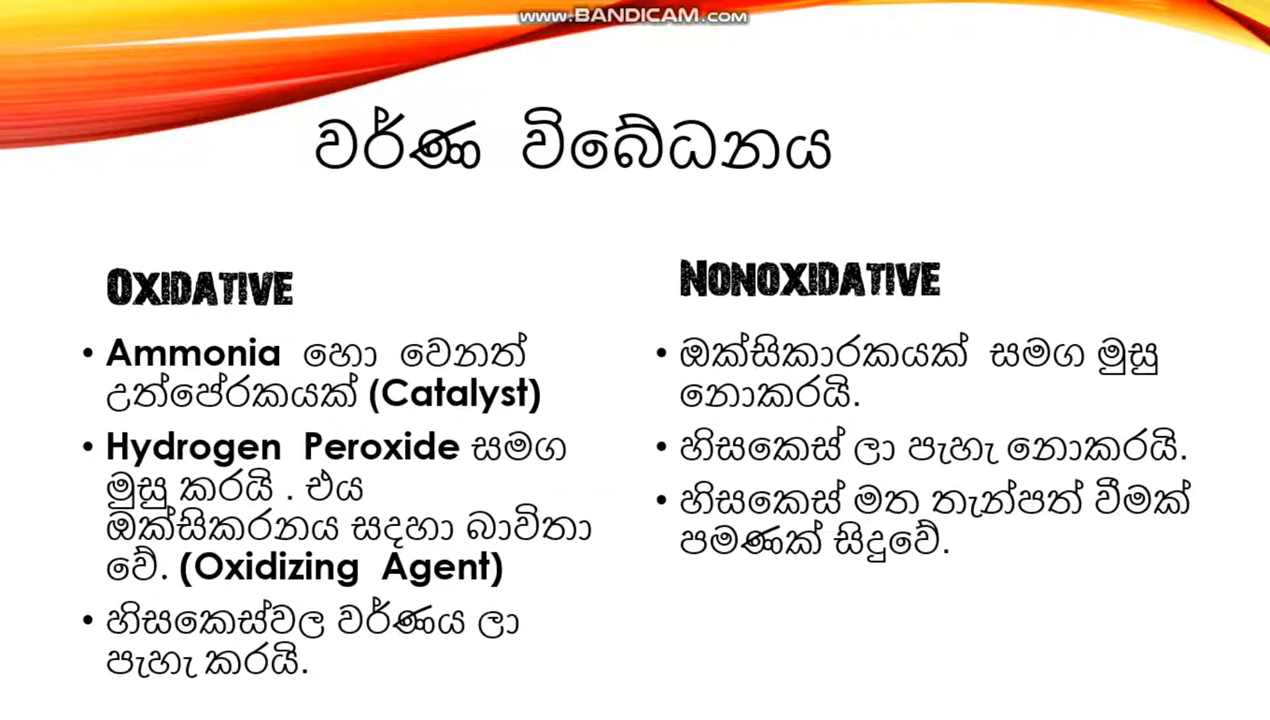 www.BANDICAM.com
වර්ණ විබේධනය
OXIDATIVE
• Ammonia හො වෙනත්
උත්පේරකයක් (Catalyst)
• Hydrogen Peroxide සමග
මුසු කරයි . එය
ඔක්සිකරනය සදහා බාවිතා
වේ. (Oxidizing Agent)
• හිසකෙස්වල වර්ණය ලා
පැහැ කරයි.
NONOXIDATIVE
• ඔක්සිකාරකයක් සමග මුසු
නොකරයි.
• හිසකෙස් ලා පැහැ නොකරයි.
• හිසකෙස් මත තැන්පත් වීමක්
පමණක් සිදුවේ.